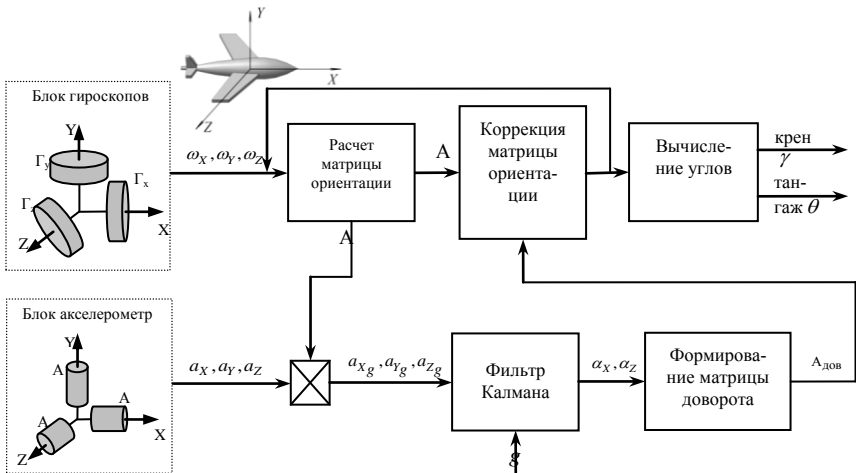 Y
X
Z
Блок гироскопов
Y
Гу
Гx
Г
Z
X
ωX, ωY, ωZ
Расчет
матрицы
ориентации
A
Коррекция
матрицы
ориента-
ции
Вычисле-
ние углов
крен
γ
тан-
гаж θ
A
Блок акселерометр
Y
A
A
A
X
Z
aX, aY, aZ
aXg, aYg, aZg
Фильтр
Калмана
αX, αZ
Формирова-
ние матрицы
доворота
Aдов
g